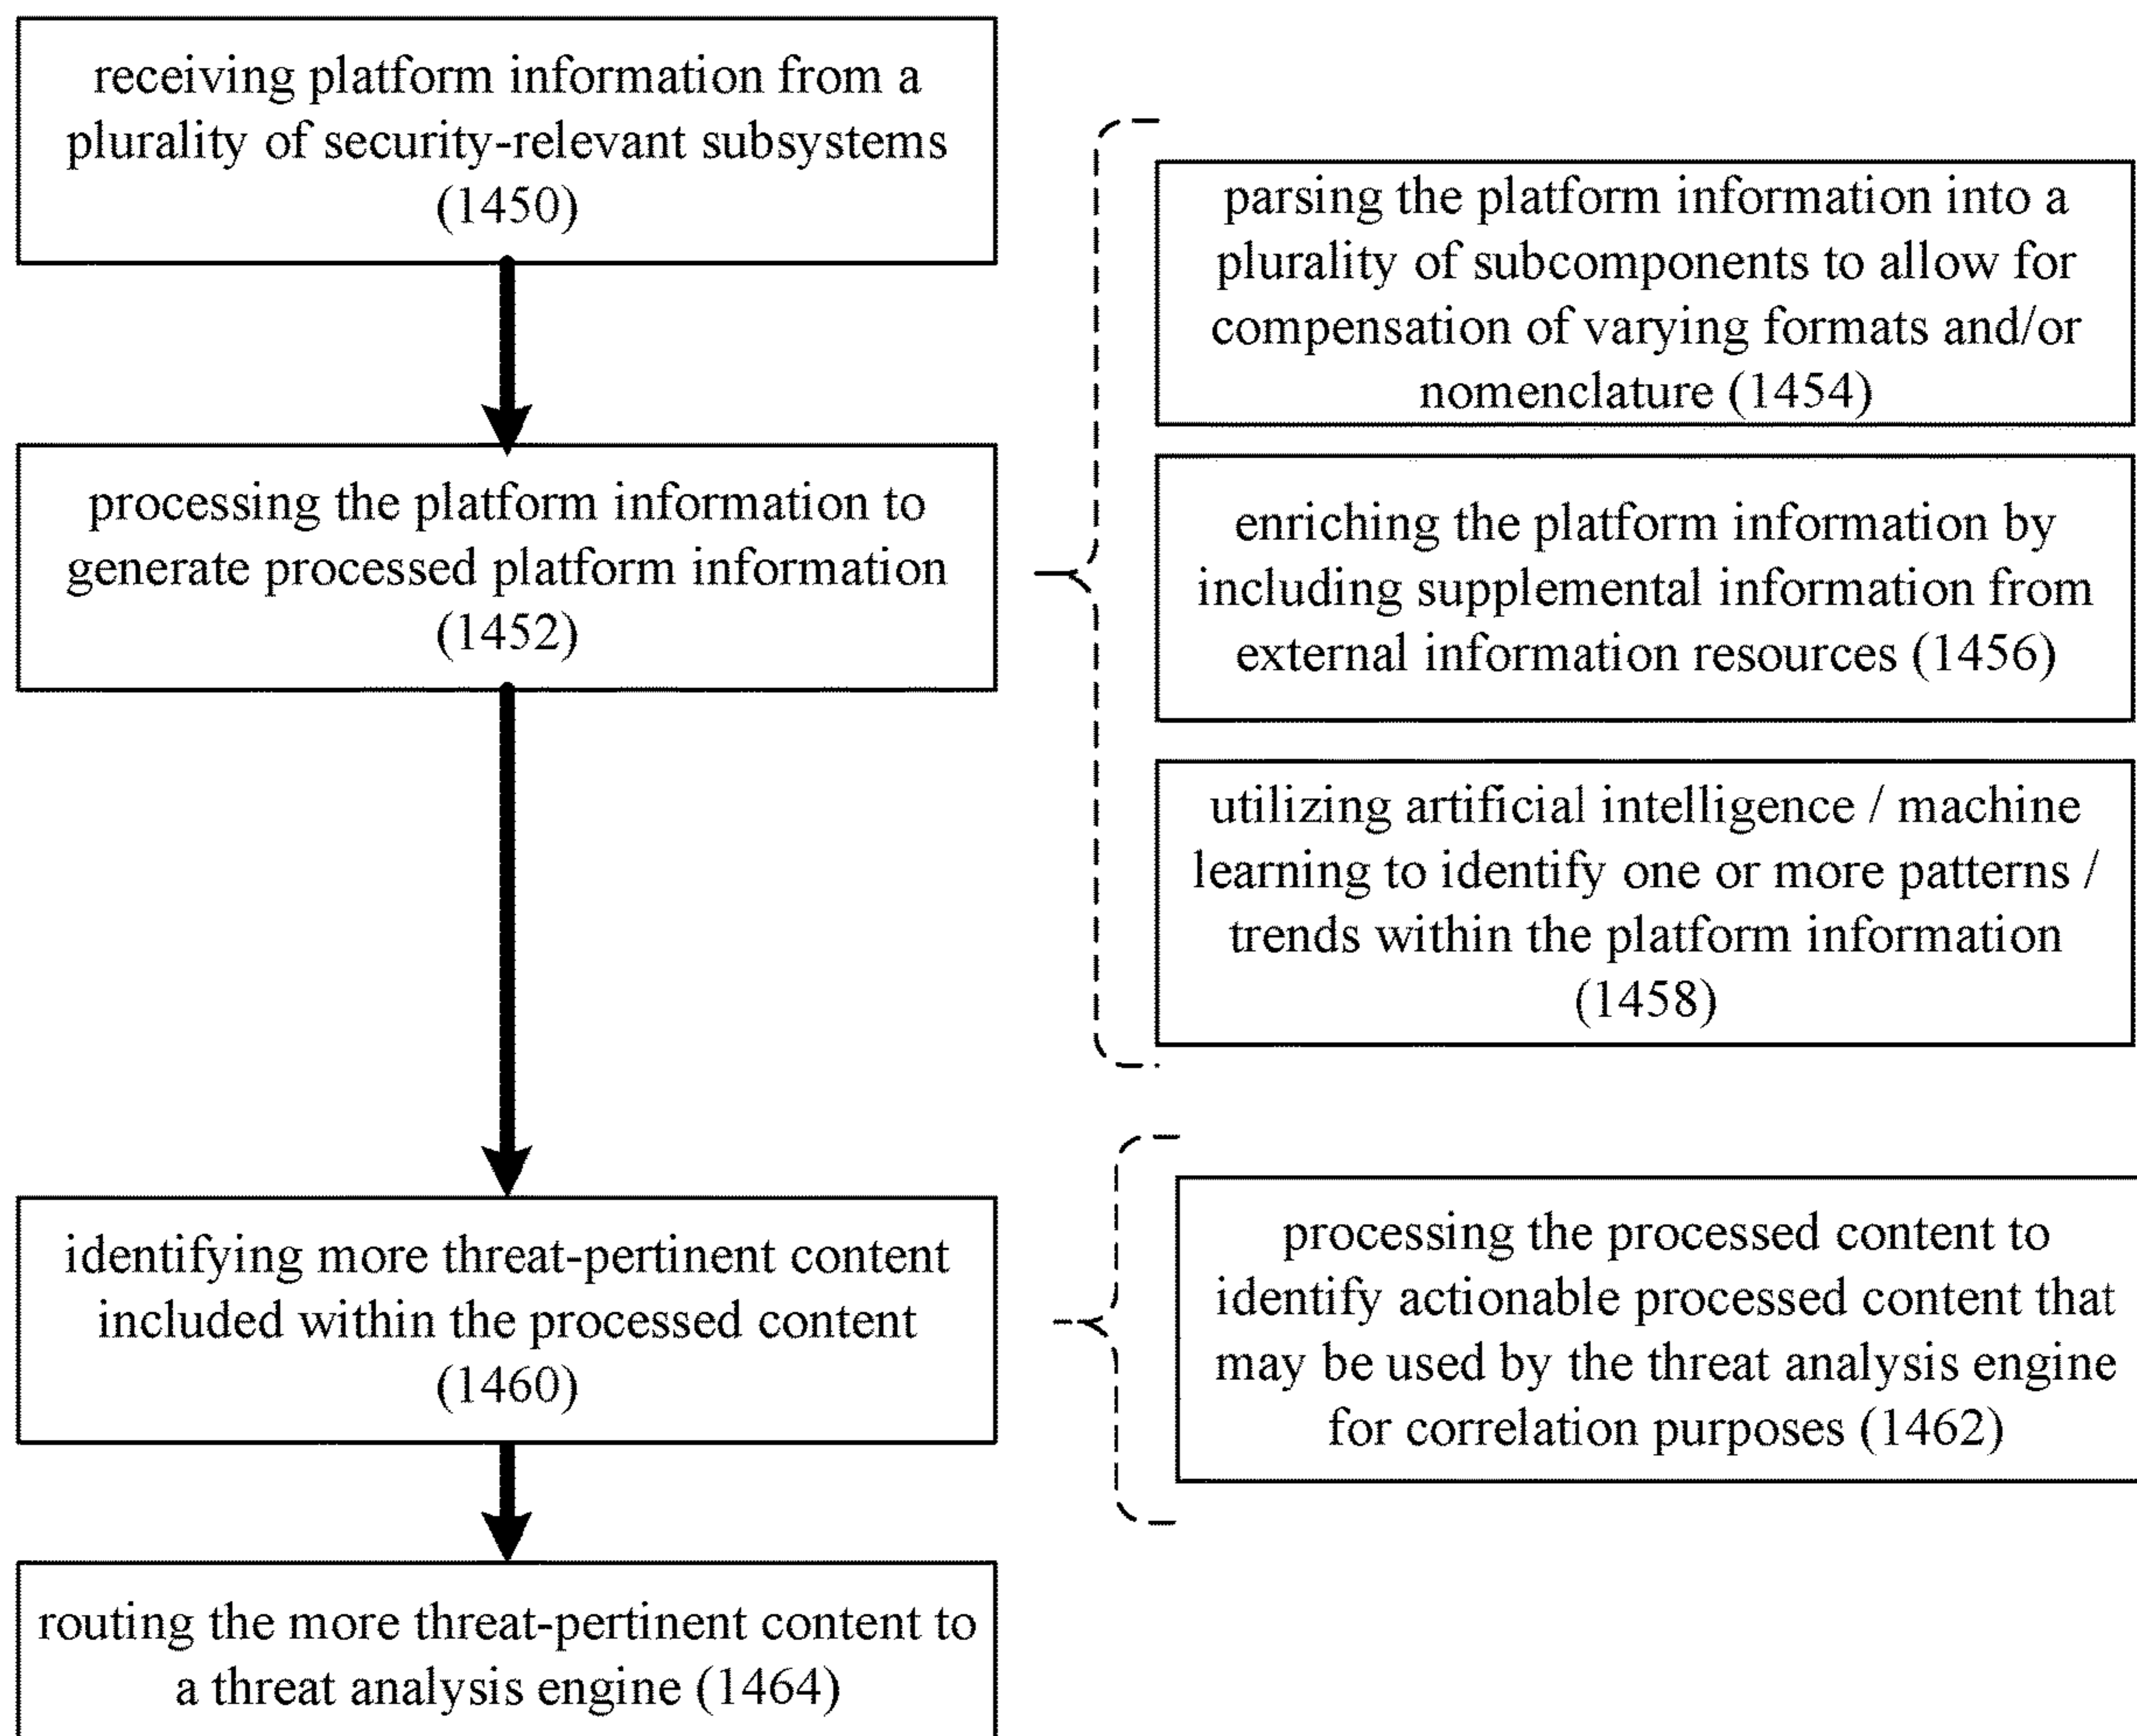 receiving platform information from a
plurality of security-relevant subsystems
(1450)
processing the platform information to
generate processed platform information
(1452)
parsing the platform information into a
plurality of subcomponents to allow for
compensation of varying formats and/or
nomenclature (1454)
enriching the platform information by
including supplemental information from
external information resources (1456)
utilizing artificial intelligence / machine
learning to identify one or more patterns /
trends within the platform information
(1458)
identifying more threat-pertinent content
included within the processed content
(1460)
processing the processed content to
identify actionable processed content that
may be used by the threat analysis engine
for correlation purposes (1462)
routing the more threat-pertinent content to
a threat analysis engine (1464)